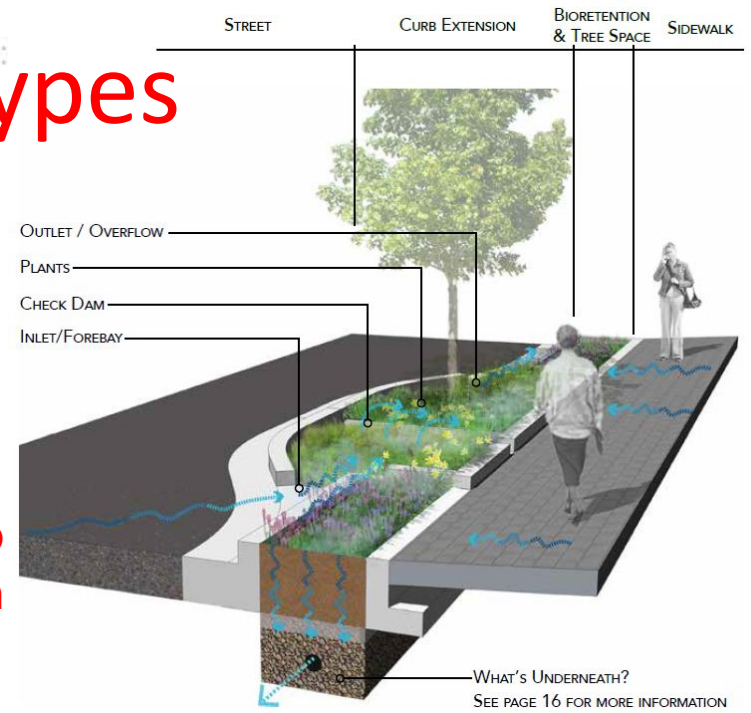 STREET
CURB EXTENSION
BIORETENTION
& TREE SPACE
SIDEWALK
ypes
OUTLET / OVERFLOW
PLANTS
CHECK DAM
INLET/FOREBAY
WHAT'S UNDERNEATH?
SEE PAGE 16 FOR MORE INFORMATION